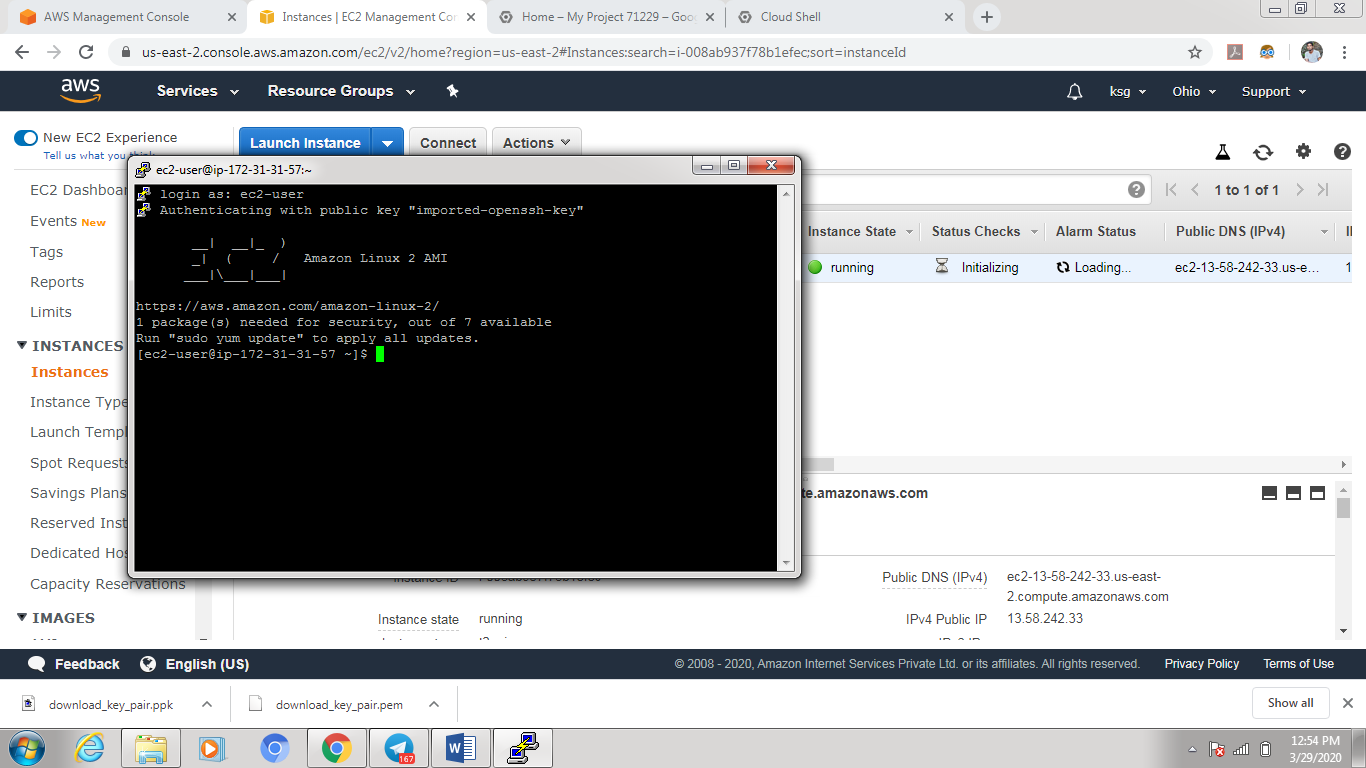 AWS Management Console
Instances | EC2 Management Con
Home – My Project 71229 – Goo
Cloud Shell
us-east-2.console.aws.amazon.com/ec2/v2/home?region=us-east-2#Instances:search=i-008ab937f78b1efec;sort=instanceId
aws
Services
Resource Groups
ksg
Ohio
Support
New EC2 Experience
Tell us what you think
Launch Instance
Connect
Actions
EC2 Dashboa
Events New
Tags
Reports
Limits
INSTANCES
Instances
Instance Type
Launch Templ
Spot Requests
Savings Plans
Reserved Inst
Dedicated Hos
Capacity Reservations
IMAGES
ec2-user@ip-172-31-31-57:~
login as: ec2-user
Authenticating with public key "imported-openssh-key"
__| __|_ )
_| ( / Amazon Linux 2 AMI
___|\___|___|
https://aws.amazon.com/amazon-linux-2/
1 package(s) needed for security, out of 7 available
Run "sudo yum update" to apply all updates.
[ec2-user@ip-172-31-31-57 ~]$
1 to 1 of 1
Instance State
Status Checks
Alarm Status
Public DNS (IPv4)
running
Initializing
Loading...
ec2-13-58-242-33.us-e...
1
te.amazonaws.com
Public DNS (IPv4)
ec2-13-58-242-33.us-east-
2.compute.amazonaws.com
Instance state
running
IPv4 Public IP
13.58.242.33
Feedback
English (US)
© 2008 - 2020, Amazon Internet Services Private Ltd. or its affiliates. All rights reserved.
Privacy Policy
Terms of Use
download_key_pair.ppk
download_key_pair.pem
Show all
167
12:54 PM
3/29/2020